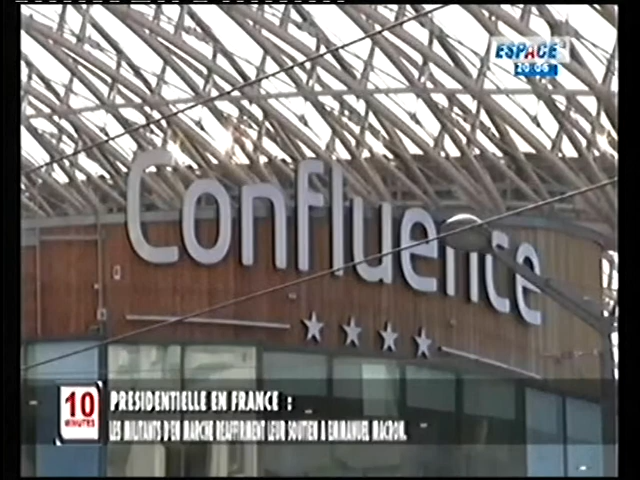 ESPACE
20:06
Confluence
10
MINUTES
PRESIDENTIELLE EN FRANCE :
LES MILITANTS D'EN MARCHE REAFFIRMENT LEUR SOUTIEN A EMMANUEL MACRON.